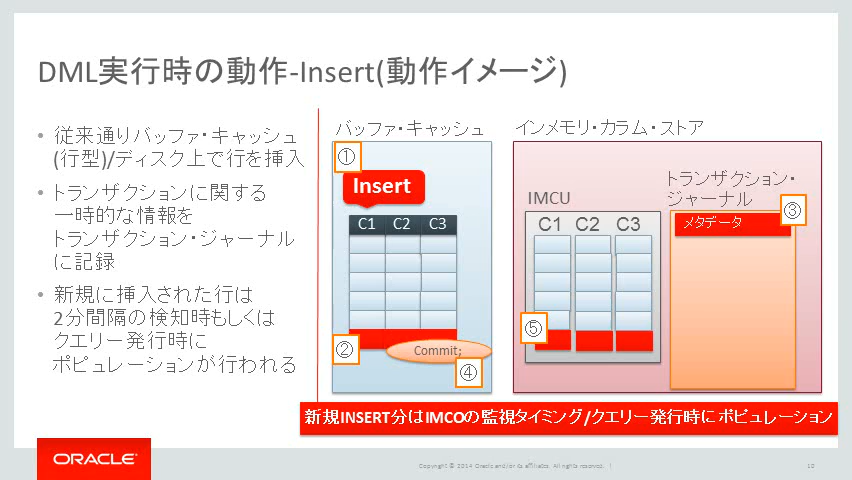 DML実行時の動作-Insert(動作イメージ)
• 従来通りバッファ・キャッシュ
(行型)/ディスク上で行を挿入
• トランザクションに関する
一時的な情報を
トランザクション・ジャーナル
に記録
• 新規に挿入された行は
2分間隔の検知時もしくは
クエリー発行時に
ポピュレーションが行われる
バッファ・キャッシュ
①
Insert
C1 C2 C3
②
Commit;
④
インメモリ・カラム・ストア
IMCU
C1 C2 C3
⑤
トランザクション・
ジャーナル
メタデータ
③
新規INSERT分はIMCOの監視タイミング/クエリー発行時にポピュレーション
ORACLE
Copyright © 2014 Oracle and/or its affiliates. All rights reserved. |